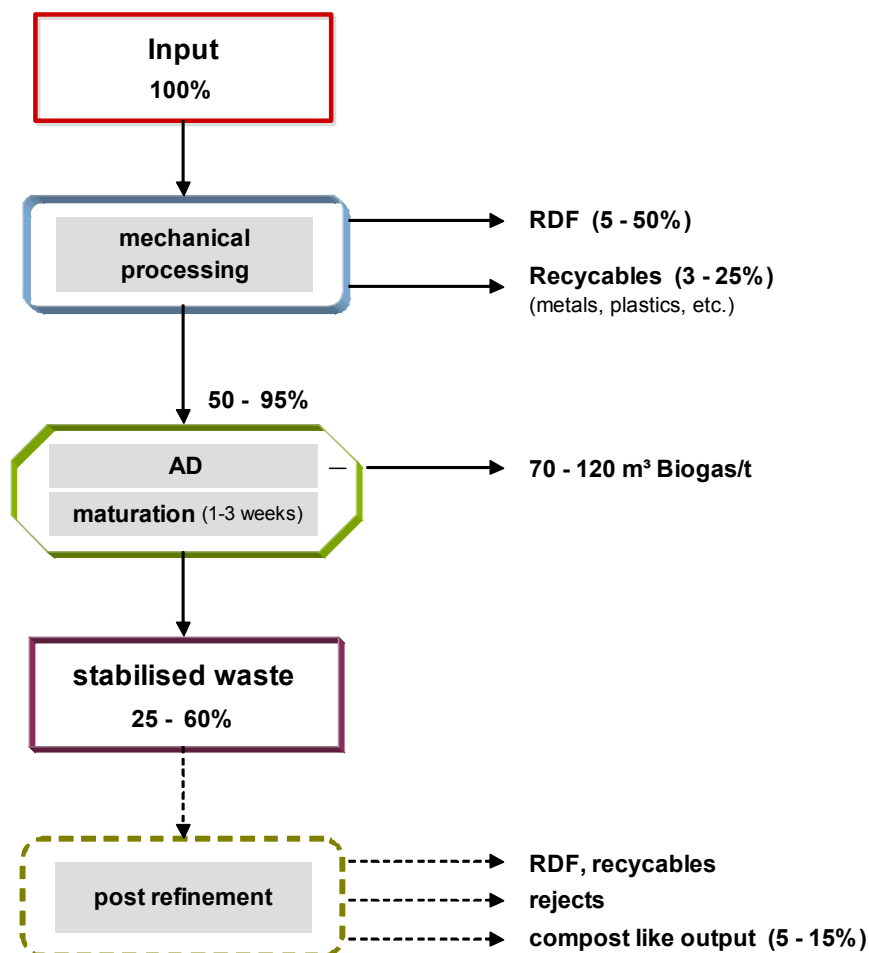 Input
100%
mechanical
processing
RDF (5 - 50%)
Recycables (3 - 25%)
(metals, plastics, etc.)
50 - 95%
AD
70 - 120 m³ Biogas/t
maturation (1-3 weeks)
stabilised waste
25 - 60%
post refinement
RDF, recycables
rejects
compost like output (5 - 15%)